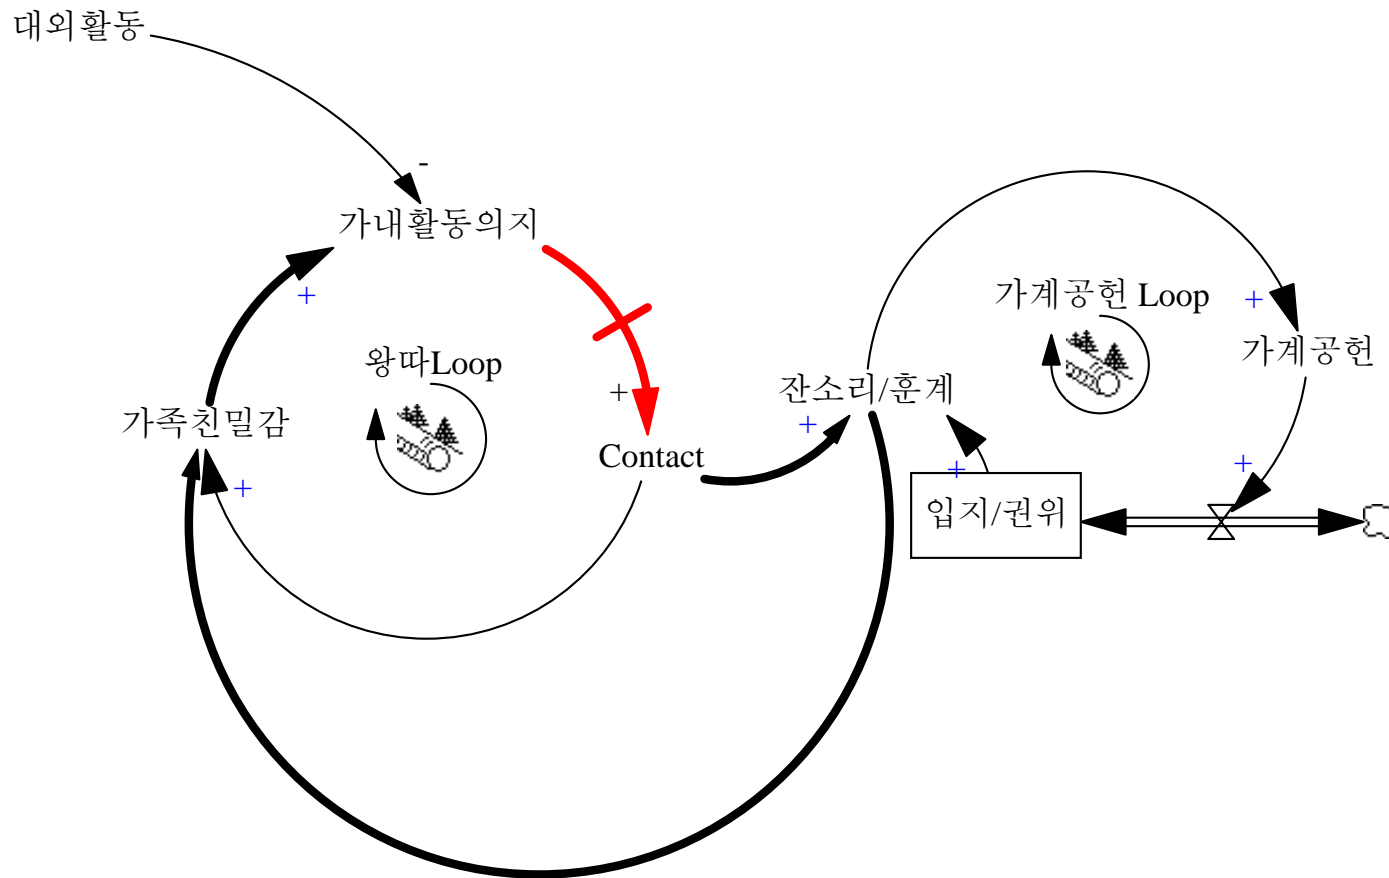 대외활동
-
가내활동의지
+
가계공헌 Loop
+
가계공헌
왕따Loop
+
잔소리/훈계
가족친밀감
+
Contact
+
+
+
입지/권위